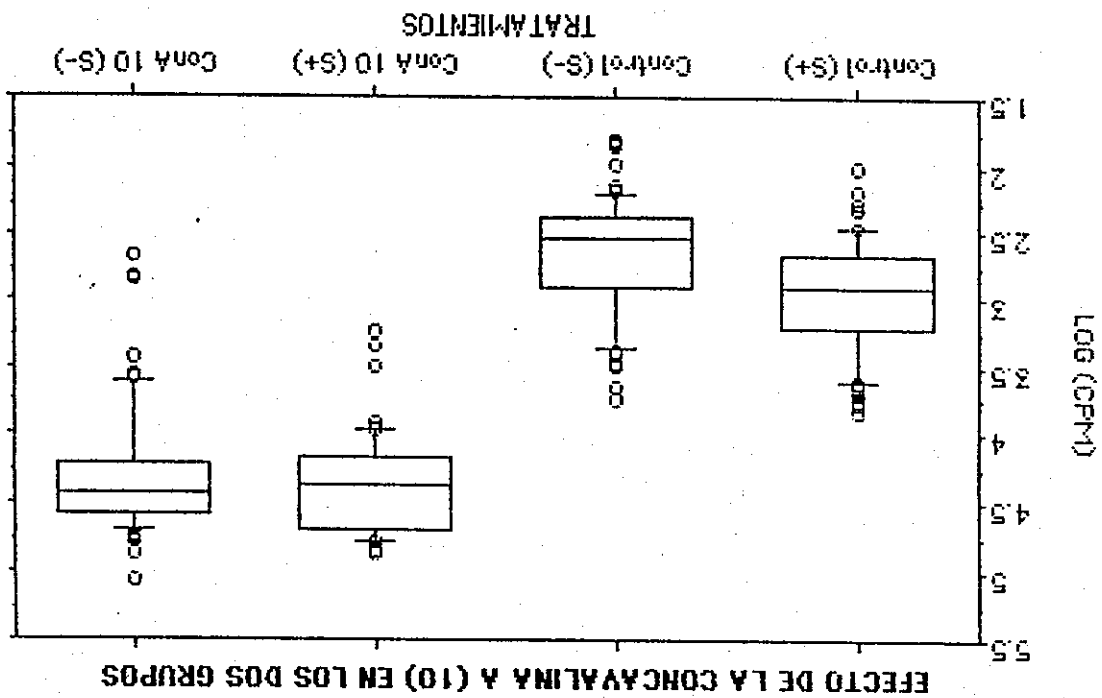 EFECTO DE LA CONCAVALINA A (10) EN LOS DOS GRUPOS
LOG (CPM)
5.5
5
4.5
4
3.5
3
2.5
2
1.5
Control (S+)
Control (S-)
ConA 10 (S+)
ConA 10 (S-)
TRATAMIENTOS